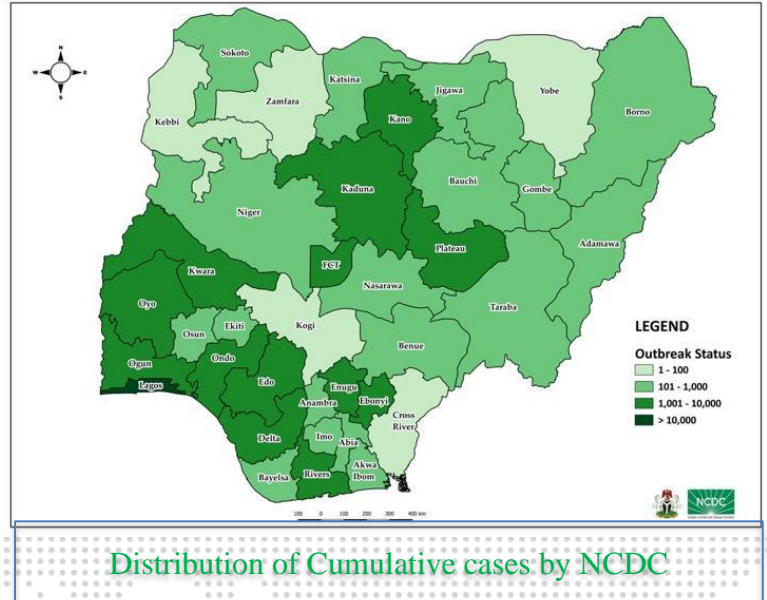 N
W E
S
Sokoto
Katsina
Jigawa
Yobe
Borno
Zamfara
Kebbi
Kano
Kaduna
Bauchi
Gombe
Niger
Adamawa
Plateau
FCT
Kwara
Nasarawa
Taraba
Oyo
Kogi
Osun
Ekiti
Benue
Ogun
Ondo
Lagos
Edo
Enugu
Ebonyi
Anambra
Cross
River
Delta
Imo
Abia
Akwa
Ibom
Bayelsa
Rivers
LEGEND
Outbreak Status
1 - 100
101 - 1,000
1,001 - 10,000
> 10,000
100 0 100 200 300 400 km
NCDC
Distribution of Cumulative cases by NCDC